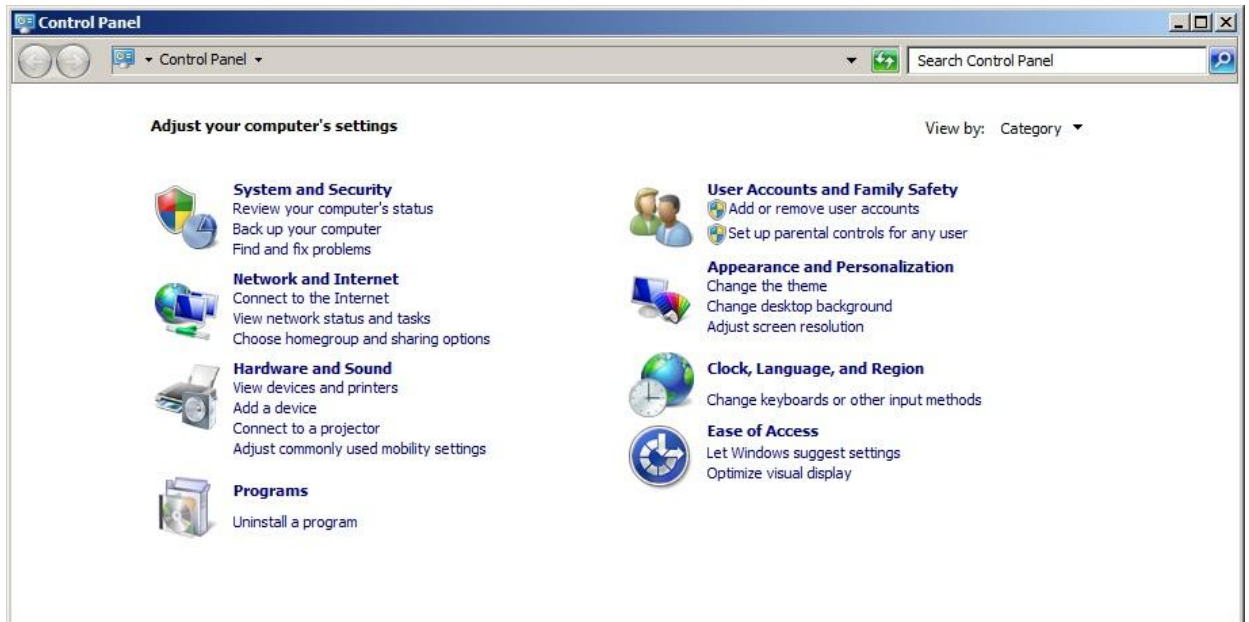 Control Panel
Control Panel
Search Control Panel
Adjust your computer's settings
View by: Category
System and Security
Review your computer's status
Back up your computer
Find and fix problems
Network and Internet
Connect to the Internet
View network status and tasks
Choose homegroup and sharing options
Hardware and Sound
View devices and printers
Add a device
Connect to a projector
Adjust commonly used mobility settings
Programs
Uninstall a program
User Accounts and Family Safety
Add or remove user accounts
Set up parental controls for any user
Appearance and Personalization
Change the theme
Change desktop background
Adjust screen resolution
Clock, Language, and Region
Change keyboards or other input methods
Ease of Access
Let Windows suggest settings
Optimize visual display